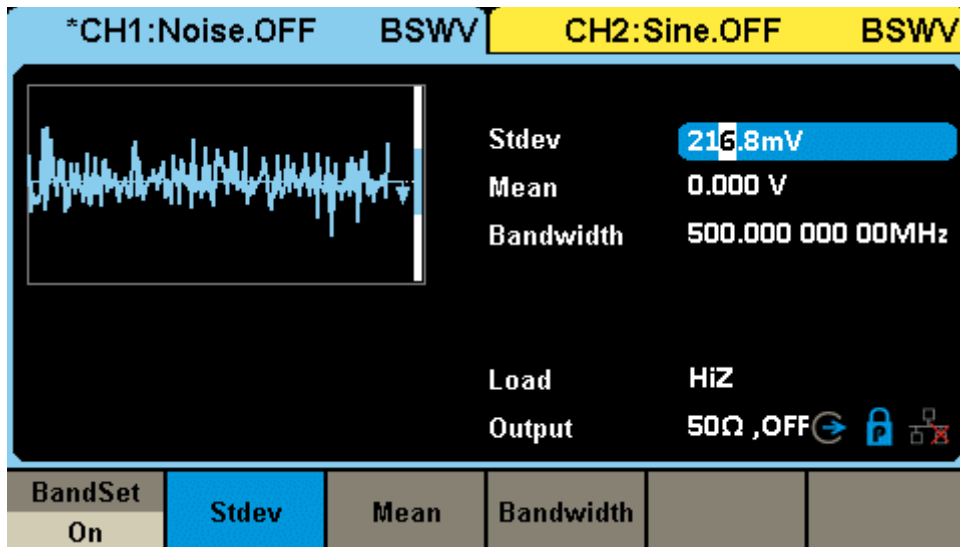 *CH1:Noise.OFF BSWV CH2:Sine.OFF BSWV
Stdev 216.8mV
Mean 0.000 V
Bandwidth 500.000 000 00MHz
Load HiZ
Output 50Ω ,OFF P
BandSet On Stdev Mean Bandwidth